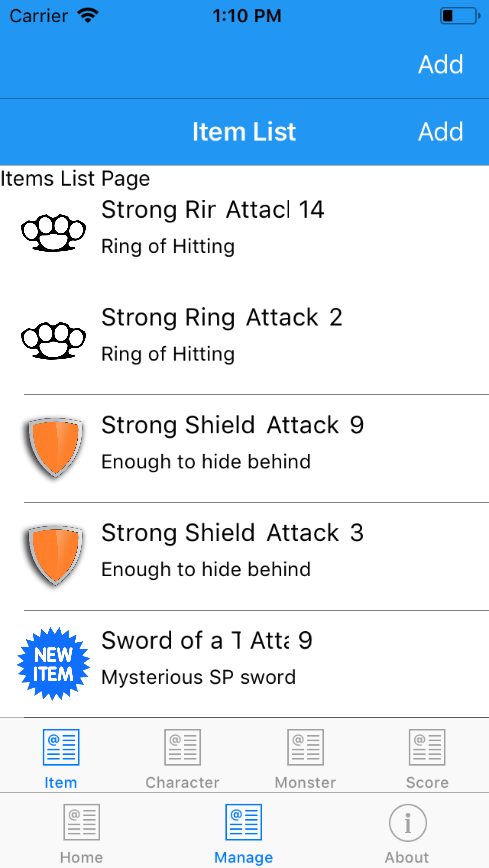 Carrier 1:10 PM
Add
Item List Add
Items List Page
Strong Rin Attack 14
Ring of Hitting
Strong Ring Attack 2
Ring of Hitting
Strong Shield Attack 9
Enough to hide behind
Strong Shield Attack 3
Enough to hide behind
NEW
ITEM
Sword of a T Atta 9
Mysterious SP sword
Item Character Monster Score
Home Manage About